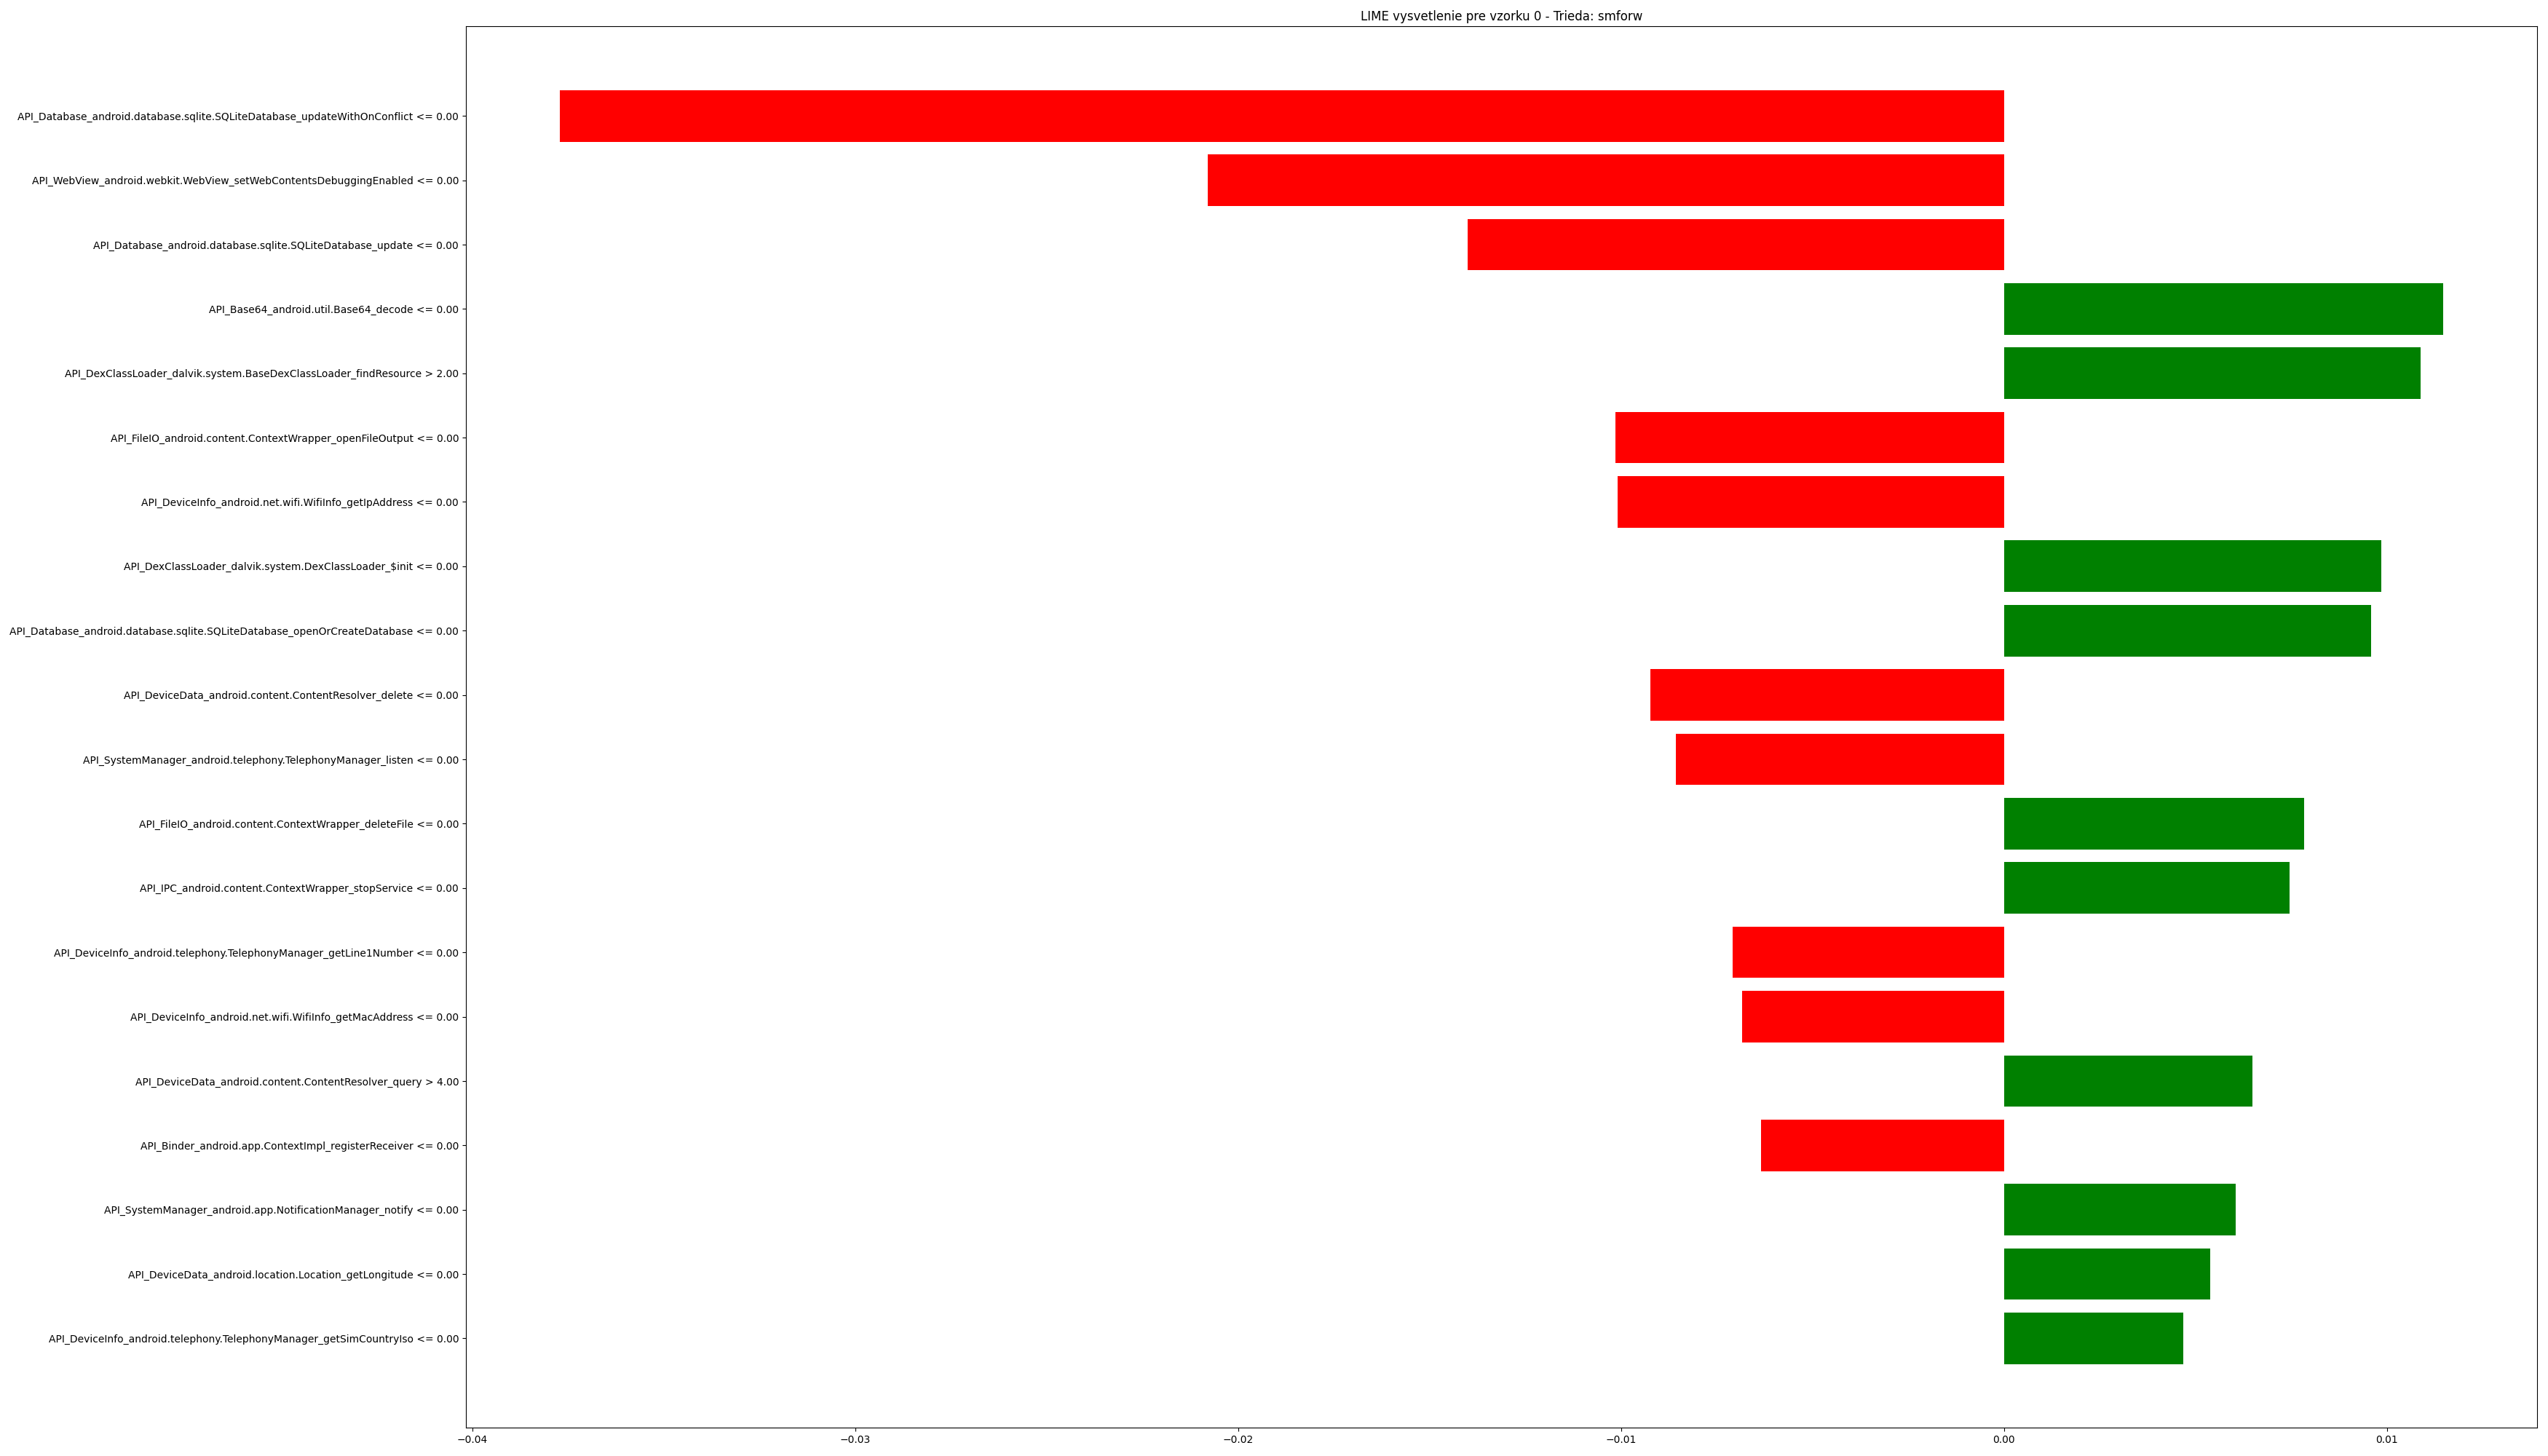 LIME vysvetlenie pre vzorku 0 - Trieda: smforw
API_Database_android.database.sqlite.SQLiteDatabase_updateWithOnConflict <= 0.00
API_WebView_android.webkit.WebView_setWebContentsDebuggingEnabled <= 0.00
API_Database_android.database.sqlite.SQLiteDatabase_update <= 0.00
API_Base64_android.util.Base64_decode <= 0.00
API_DexClassLoader_dalvik.system.BaseDexClassLoader_findResource > 2.00
API_FileIO_android.content.ContextWrapper_openFileOutput <= 0.00
API_DeviceInfo_android.net.wifi.WifiInfo_getIpAddress <= 0.00
API_DexClassLoader_dalvik.system.DexClassLoader_$init <= 0.00
API_Database_android.database.sqlite.SQLiteDatabase_openOrCreateDatabase <= 0.00
API_DeviceData_android.content.ContentResolver_delete <= 0.00
API_SystemManager_android.telephony.TelephonyManager_listen <= 0.00
API_FileIO_android.content.ContextWrapper_deleteFile <= 0.00
API_IPC_android.content.ContextWrapper_stopService <= 0.00
API_DeviceInfo_android.telephony.TelephonyManager_getLine1Number <= 0.00
API_DeviceInfo_android.net.wifi.WifiInfo_getMacAddress <= 0.00
API_DeviceData_android.content.ContentResolver_query > 4.00
API_Binder_android.app.ContextImpl_registerReceiver <= 0.00
API_SystemManager_android.app.NotificationManager_notify <= 0.00
API_DeviceData_android.location.Location_getLongitude <= 0.00
API_DeviceInfo_android.telephony.TelephonyManager_getSimCountryIso <= 0.00
−0.04 −0.03 −0.02 −0.01 0.00 0.01